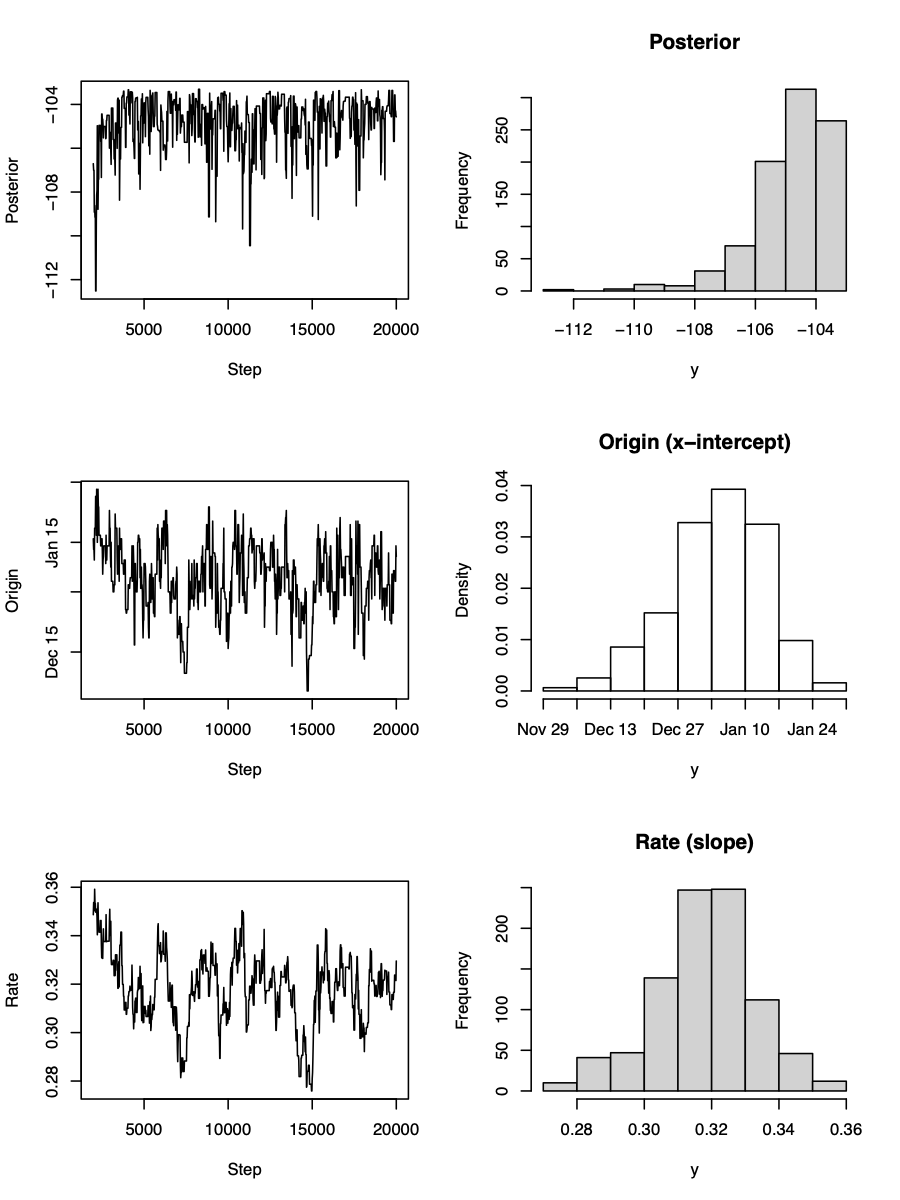 Posterior
−104
−108
−112
5000 10000 15000 20000
Step
Posterior
Frequency
250
150
50
0
−112 −110 −108 −106 −104
y
Origin
Jan 15
Dec 15
5000 10000 15000 20000
Step
Origin (x−intercept)
Density
0.04
0.03
0.02
0.01
0.00
Nov 29 Dec 13 Dec 27 Jan 10 Jan 24
y
Rate
0.36
0.34
0.32
0.30
0.28
5000 10000 15000 20000
Step
Rate (slope)
Frequency
200
100
50
0
0.28 0.30 0.32 0.34 0.36
y